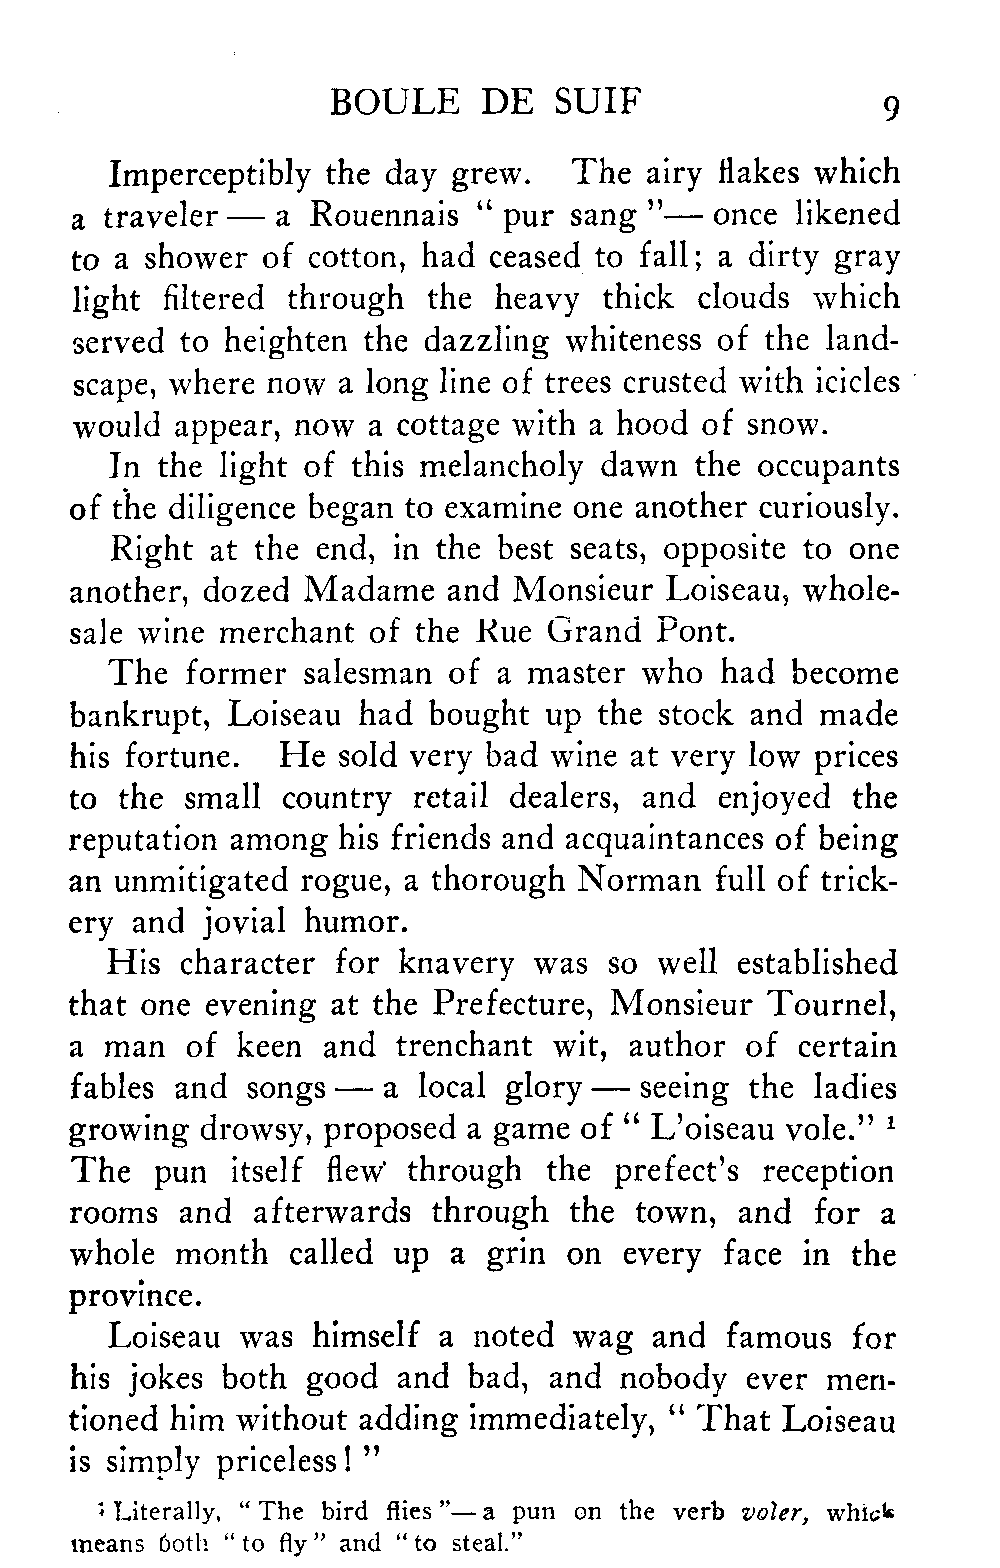 BOULE DE SUIF 9
Imperceptibly the day grew. The airy flakes which
a traveler — a Rouennais “ pur sang ”— once likened
to a shower of cotton, had ceased to fall; a dirty gray
light filtered through the heavy thick clouds which
served to heighten the dazzling whiteness of the land-
scape, where now a long line of trees crusted with icicles
would appear, now a cottage with a hood of snow.
In the light of this melancholy dawn the occupants
of the diligence began to examine one another curiously.
Right at the end, in the best seats, opposite to one
another, dozed Madame and Monsieur Loiseau, whole-
sale wine merchant of the Rue Grand Pont.
The former salesman of a master who had become
bankrupt, Loiseau had bought up the stock and made
his fortune. He sold very bad wine at very low prices
to the small country retail dealers, and enjoyed the
reputation among his friends and acquaintances of being
an unmitigated rogue, a thorough Norman full of trick-
ery and jovial humor.
His character for knavery was so well established
that one evening at the Prefecture, Monsieur Tournel,
a man of keen and trenchant wit, author of certain
fables and songs — a local glory — seeing the ladies
growing drowsy, proposed a game of “ L’oiseau vole.” ¹
The pun itself flew through the prefect’s reception
rooms and afterwards through the town, and for a
whole month called up a grin on every face in the
province.
Loiseau was himself a noted wag and famous for
his jokes both good and bad, and nobody ever men-
tioned him without adding immediately, “ That Loiseau
is simply priceless! ”
¹ Literally, “ The bird flies ”— a pun on the verb voler, which
means both “ to fly ” and “ to steal.”